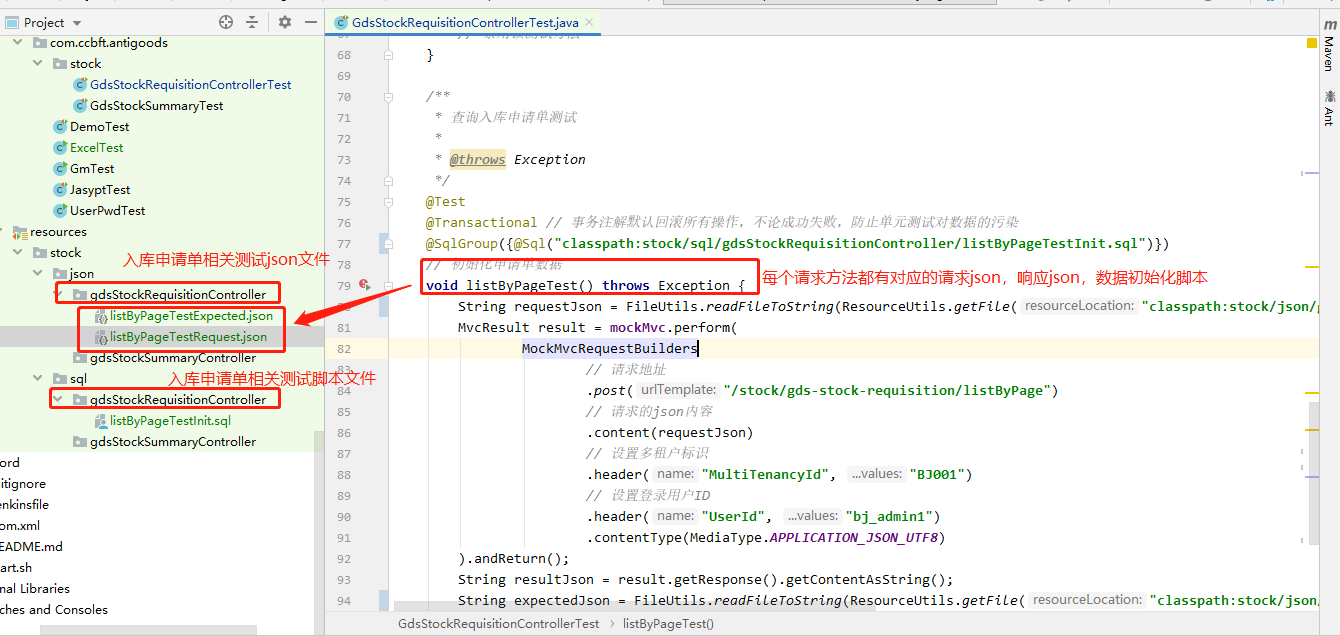 Project
GdsStockRequisitionControllerTest.java
com.ccbft.antigoods
stock
GdsStockRequisitionControllerTest
GdsStockSummaryTest
DemoTest
ExcelTest
GmTest
JasyptTest
UserPwdTest
resources
stock
入库申请单相关测试json文件
json
gdsStockRequisitionController
listByPageTestExpected.json
listByPageTestRequest.json
gdsStockSummaryController
入库申请单相关测试脚本文件
sql
gdsStockRequisitionController
listByPageTestInit.sql
gdsStockSummaryController
ord
itignore
enkinsfile
om.xml
EADME.md
art.sh
nal Libraries
ches and Consoles
68 }
69
70 /**
71 * 查询入库申请单测试
72 *
73 * @throws Exception
74 */
75 @Test
76 @Transactional // 事务注解默认回滚所有操作，不论成功失败，防止单元测试对数据的污染
77 @SqlGroup({@Sql("classpath:stock/sql/gdsStockRequisitionController/listByPageTestInit.sql")})
78 // 初始化申请单数据
每个请求方法都有对应的请求json，响应json，数据初始化脚本
79 void listByPageTest() throws Exception {
String requestJson = FileUtils.readFileToString(ResourceUtils.getFile( resourceLocation: "classpath:stock/json/g
81 MvcResult result = mockMvc.perform(
82 MockMvcRequestBuilders
83 // 请求地址
84 .post( urlTemplate: "/stock/gds-stock-requisition/listByPage")
85 // 请求的json内容
86 .content(requestJson)
87 // 设置多租户标识
88 .header( name: "MultiTenancyId", ...values: "BJ001")
89 // 设置登录用户ID
90 .header( name: "UserId", ...values: "bj_admin1")
91 .contentType(MediaType.APPLICATION_JSON_UTF8)
92 ).andReturn();
93 String resultJson = result.getResponse().getContentAsString();
94 String expectedJson = FileUtils.readFileToString(ResourceUtils.getFile( resourceLocation: "classpath:stock/json/
GdsStockRequisitionControllerTest › listByPageTest()
m
Maven
Ant